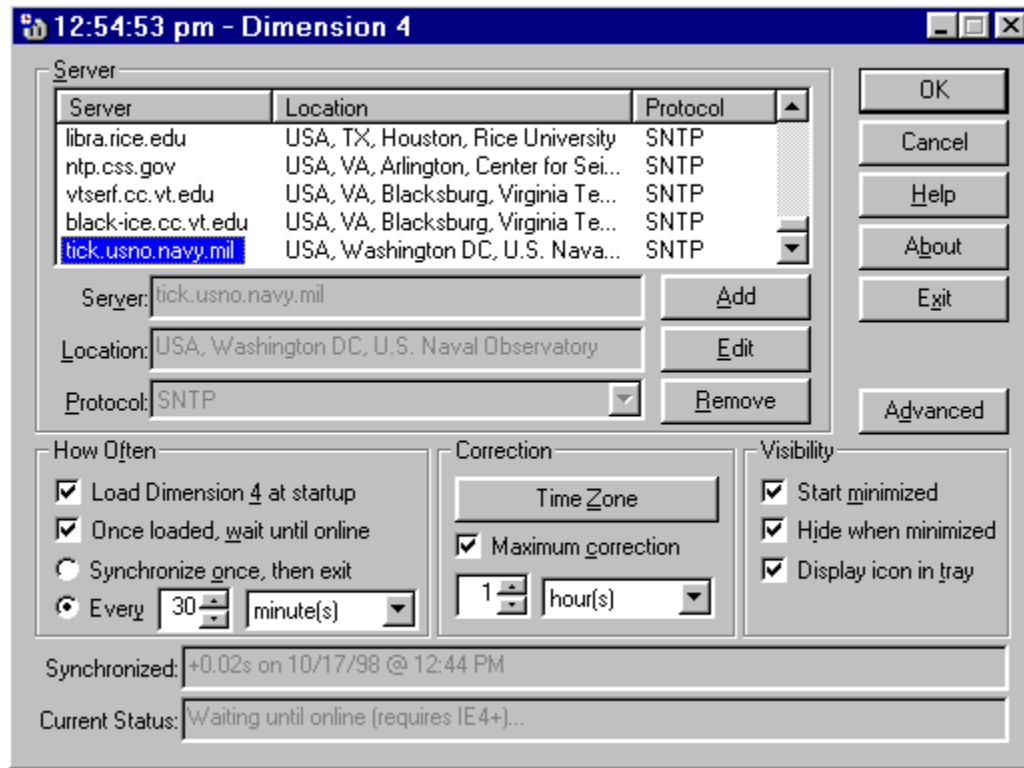 12:54:53 pm - Dimension 4
Server
Server Location Protocol
libra.rice.edu USA, TX, Houston, Rice University SNTP
ntp.css.gov USA, VA, Arlington, Center for Sei... SNTP
vtserf.cc.vt.edu USA, VA, Blacksburg, Virginia Te... SNTP
black-ice.cc.vt.edu USA, VA, Blacksburg, Virginia Te... SNTP
tick.usno.navy.mil USA, Washington DC, U.S. Nava... SNTP
Server: tick.usno.navy.mil Add
Location: USA, Washington DC, U.S. Naval Observatory Edit
Protocol: SNTP Remove
OK
Cancel
Help
About
Exit
Advanced
How Often
Load Dimension 4 at startup
Once loaded, wait until online
Synchronize once, then exit
Every 30 minute(s)
Correction
Time Zone
Maximum correction
1 hour(s)
Visibility
Start minimized
Hide when minimized
Display icon in tray
Synchronized: +0.02s on 10/17/98 @ 12:44 PM
Current Status: Waiting until online (requires IE4+)...